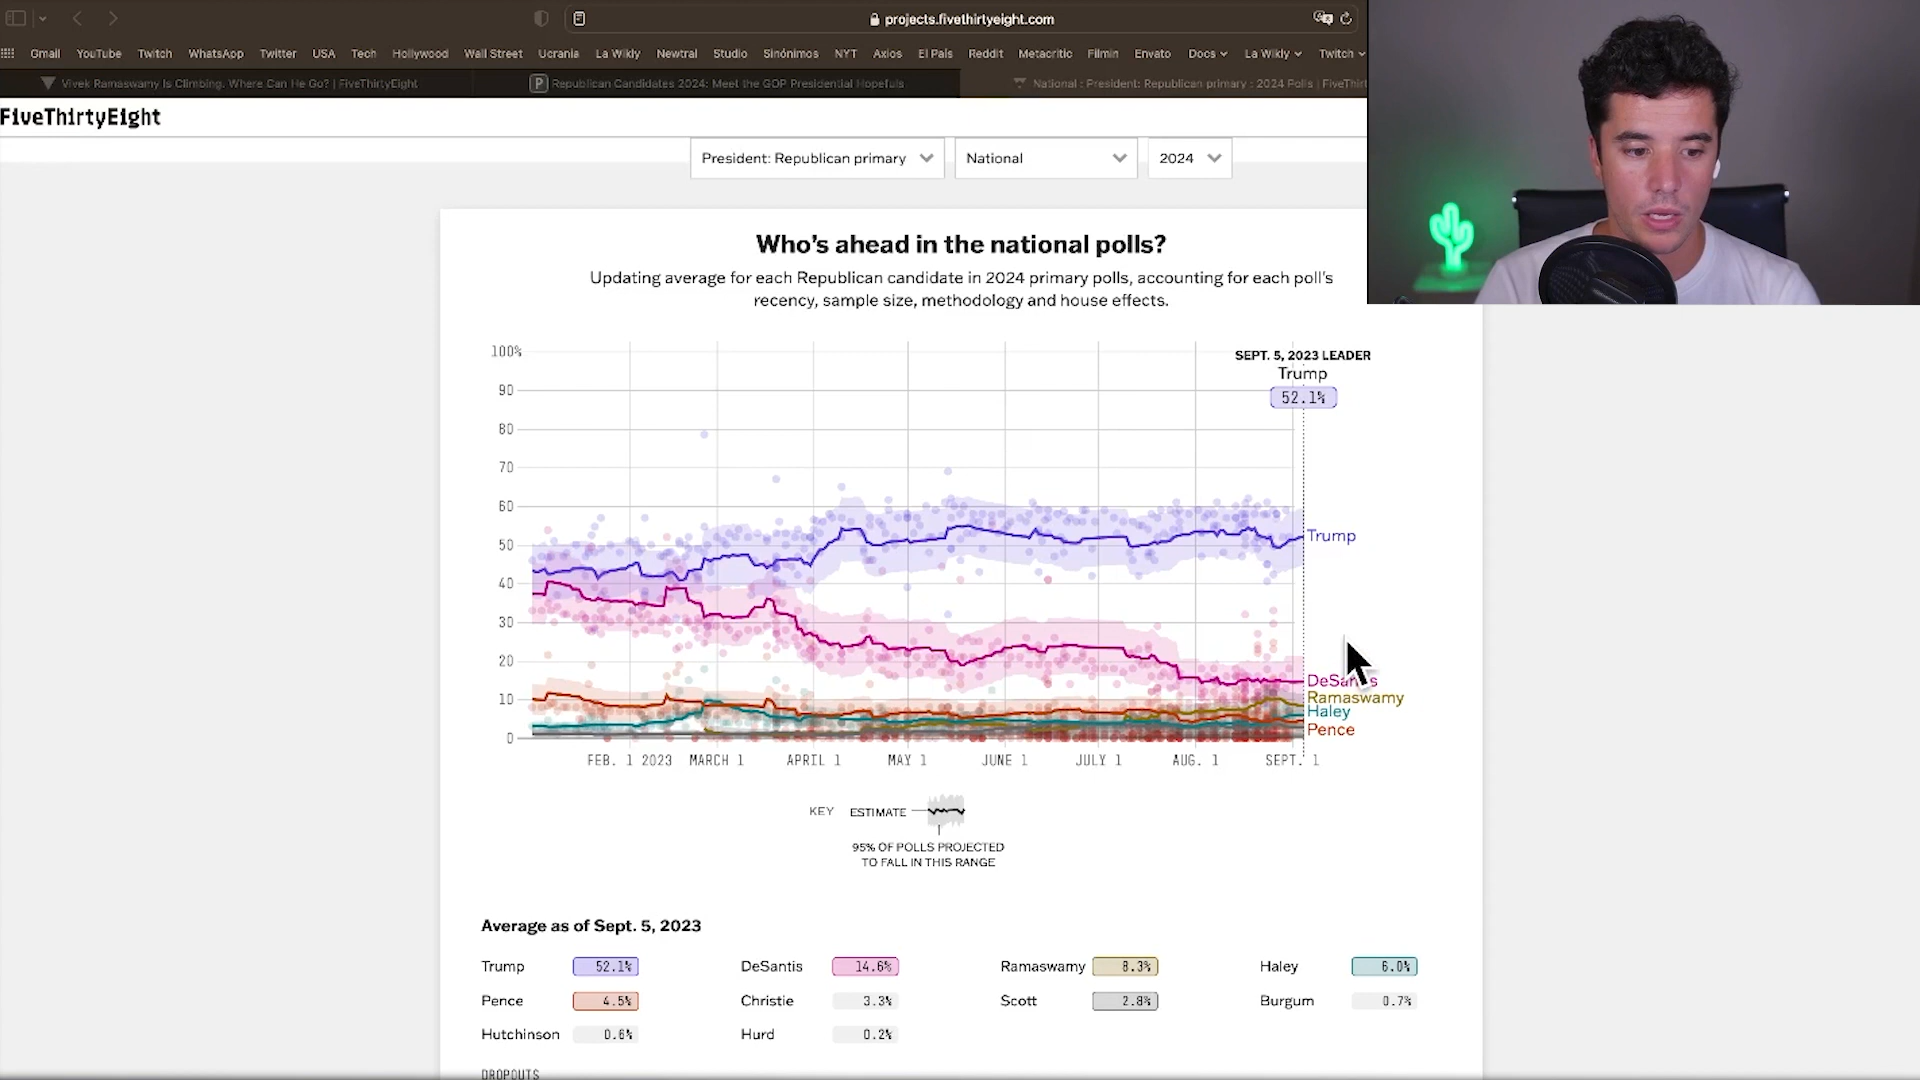 projects.fivethirtyeight.com
Gmail YouTube Twitch WhatsApp Twitter USA Tech Hollywood Wall Street Ucrania La Wikly Newtral Studio Sinónimos NYT Axios El País Reddit Metacritic Filmin Envato Docs La Wikly Twitch
Vivek Ramaswamy Is Climbing. Where Can He Go? | FiveThirtyEight
P Republican Candidates 2024: Meet the GOP Presidential Hopefuls
National : President: Republican primary : 2024 Polls | FiveThirt
FiveThirtyEight
President: Republican primary
National
2024
Who's ahead in the national polls?
Updating average for each Republican candidate in 2024 primary polls, accounting for each poll's
recency, sample size, methodology and house effects.
SEPT. 5, 2023 LEADER
Trump
52.1%
100%
90
80
70
60
50
40
30
20
10
0
Trump
DeSantis
Ramaswamy
Haley
Pence
FEB. 1 2023 MARCH 1 APRIL 1 MAY 1 JUNE 1 JULY 1 AUG. 1 SEPT. 1
KEY ESTIMATE
95% OF POLLS PROJECTED
TO FALL IN THIS RANGE
Average as of Sept. 5, 2023
Trump 52.1% DeSantis 14.6% Ramaswamy 8.3% Haley 6.0%
Pence 4.5% Christie 3.3% Scott 2.8% Burgum 0.7%
Hutchinson 0.6% Hurd 0.2%
DROPOUTS